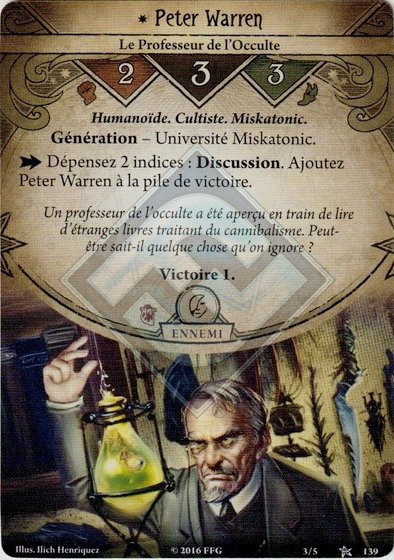 Peter Warren
Le Professeur de l'Occulte
2 3 3
Humanoïde. Cultiste. Miskatonic.
Génération – Université Miskatonic.
Dépensez 2 indices : Discussion. Ajoutez
Peter Warren à la pile de victoire.
Un professeur de l'occulte a été aperçu en train de lire
d'étranges livres traitant du cannibalisme. Peut-
être sait-il quelque chose qu'on ignore ?
Victoire 1.
ENNEMI
Illus. Ilich Henriquez © 2016 FFG 3/5 139